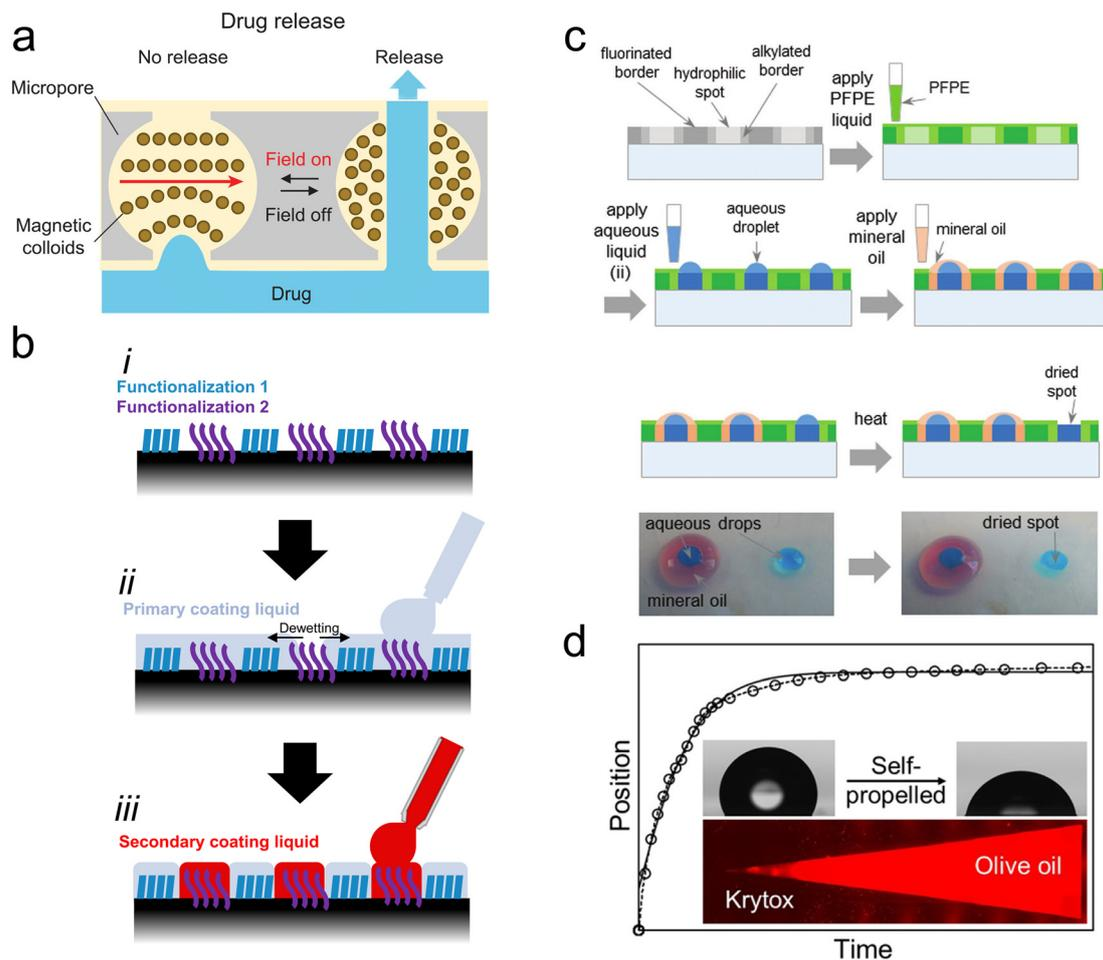 a
Drug release
No release
Release
Micropore
Field on
Field off
Magnetic
colloids
Drug
b
i
Functionalization 1
Functionalization 2
ii
Primary coating liquid
Dewetting
iii
Secondary coating liquid
c
fluorinated
border
hydrophilic
spot
alkylated
border
apply
PFPE
liquid
PFPE
apply
aqueous
liquid
(ii)
aqueous
droplet
apply
mineral
oil
mineral oil
heat
dried
spot
aqueous drops
mineral oil
dried spot
d
Position
Self-
propelled
Olive oil
Krytox
Time